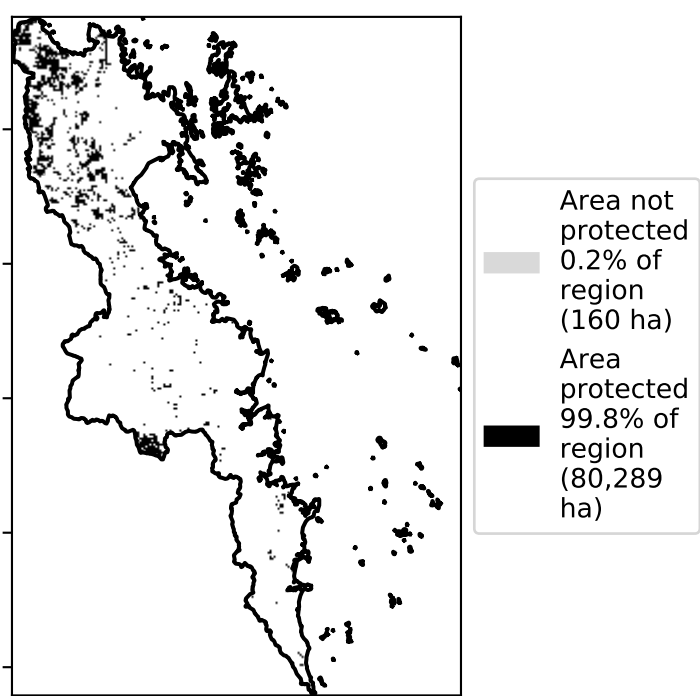 Area not
protected
0.2% of
region
(160 ha)
Area
protected
99.8% of
region
(80,289
ha)